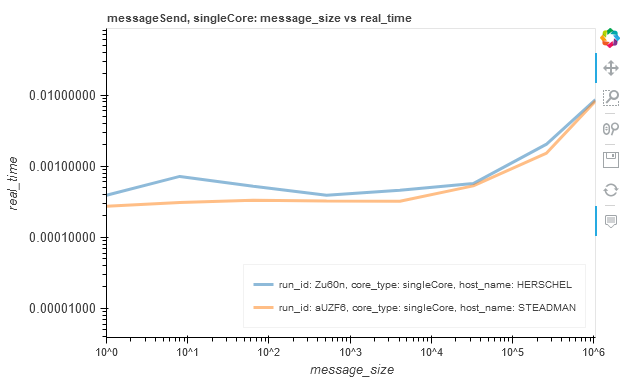 messageSend, singleCore: message_size vs real_time
0.01000000
0.00100000
0.00010000
0.00001000
real_time
run_id: Zu60n, core_type: singleCore, host_name: HERSCHEL
run_id: aUZF6, core_type: singleCore, host_name: STEADMAN
10^0 10^1 10^2 10^3 10^4 10^5 10^6
message_size